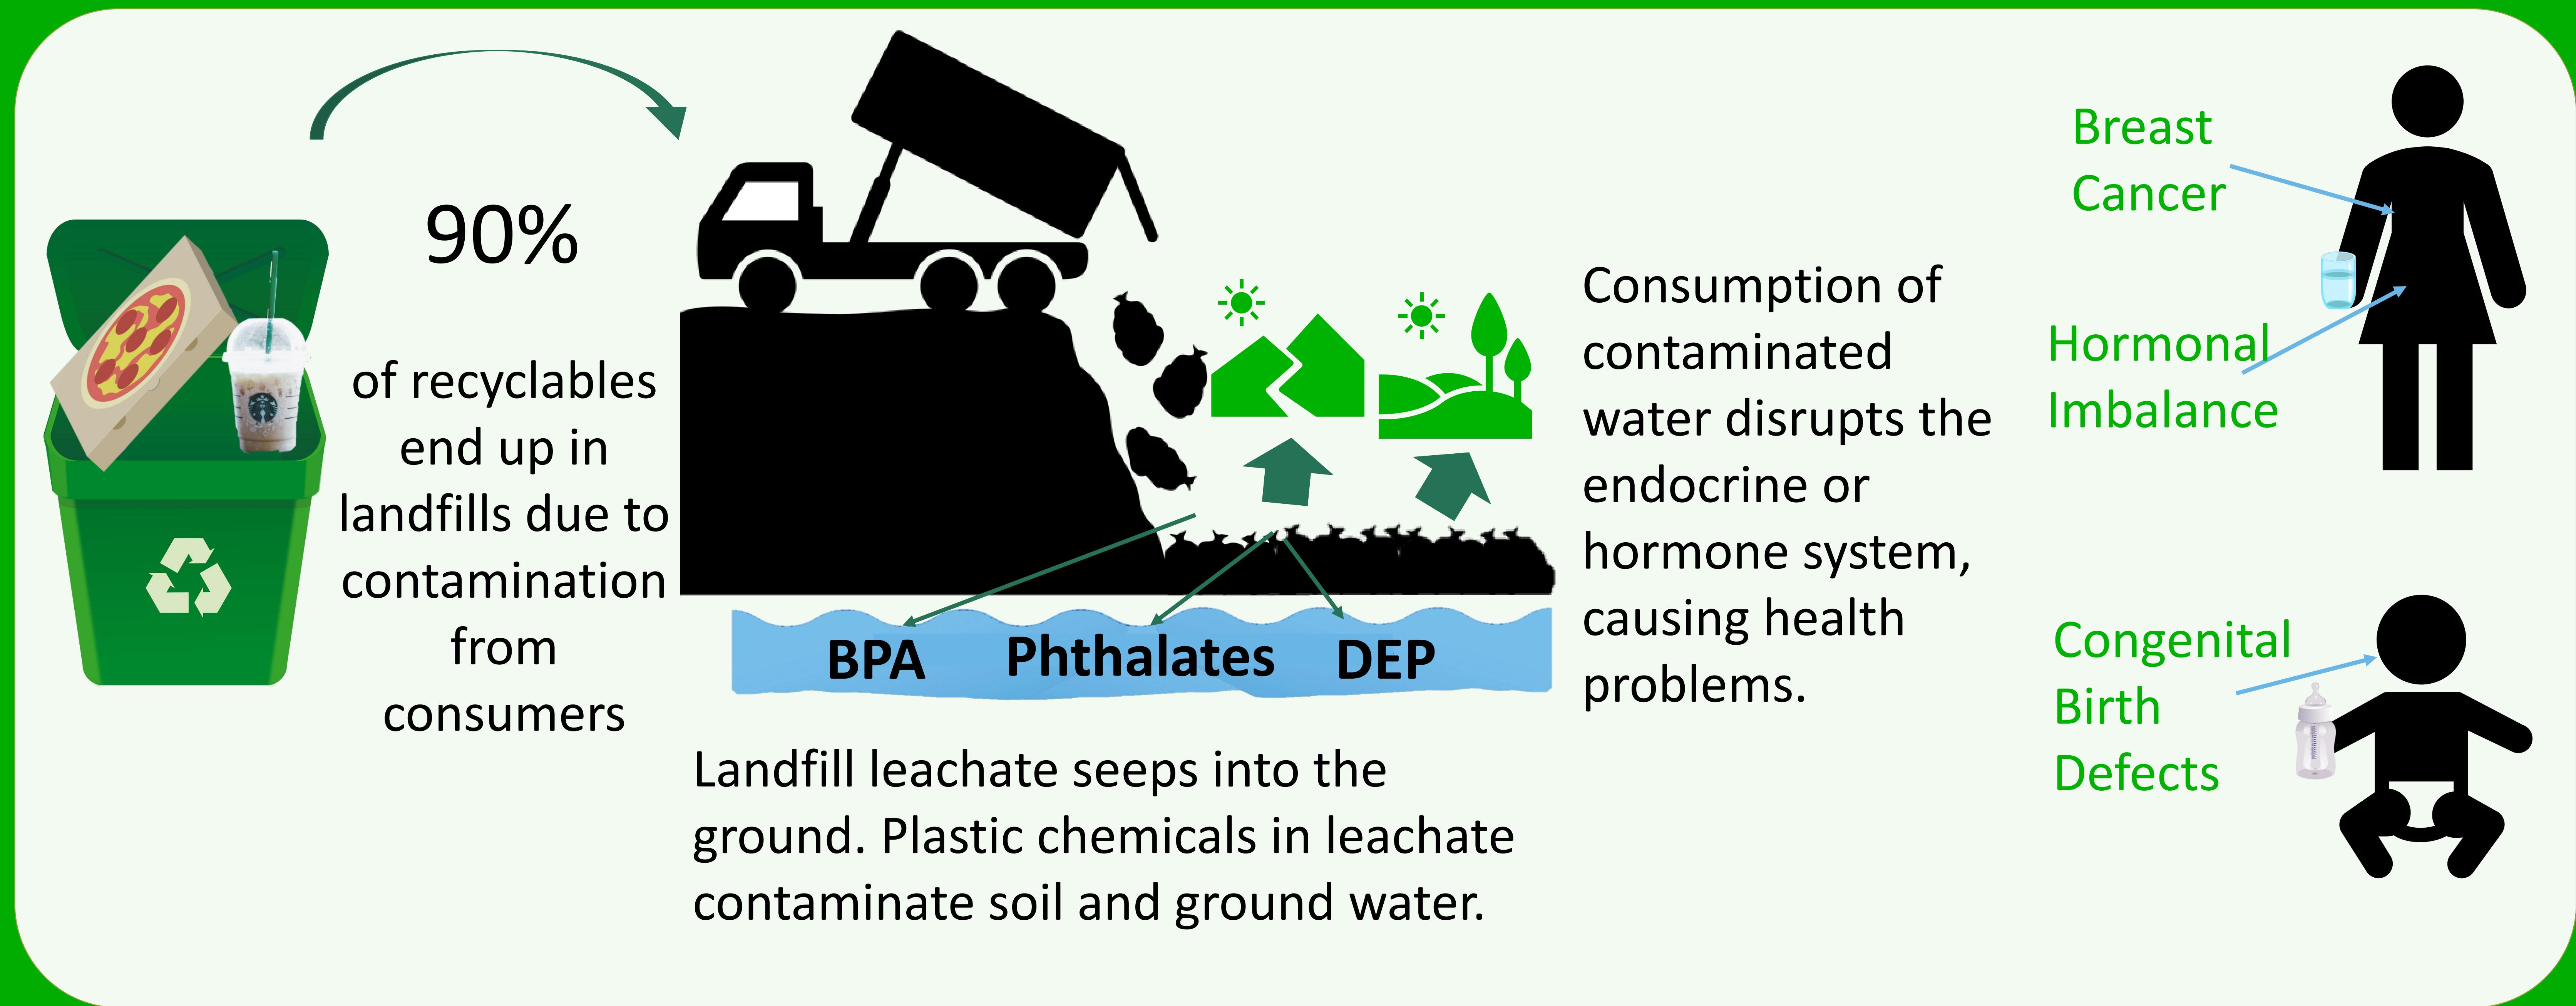 90%
of recyclables
end up in
landfills due to
contamination
from
consumers
BPA
Phthalates
DEP
Landfill leachate seeps into the
ground. Plastic chemicals in leachate
contaminate soil and ground water.
Consumption of
contaminated
water disrupts the
endocrine or
hormone system,
causing health
problems.
Breast
Cancer
Hormonal
Imbalance
Congenital
Birth
Defects